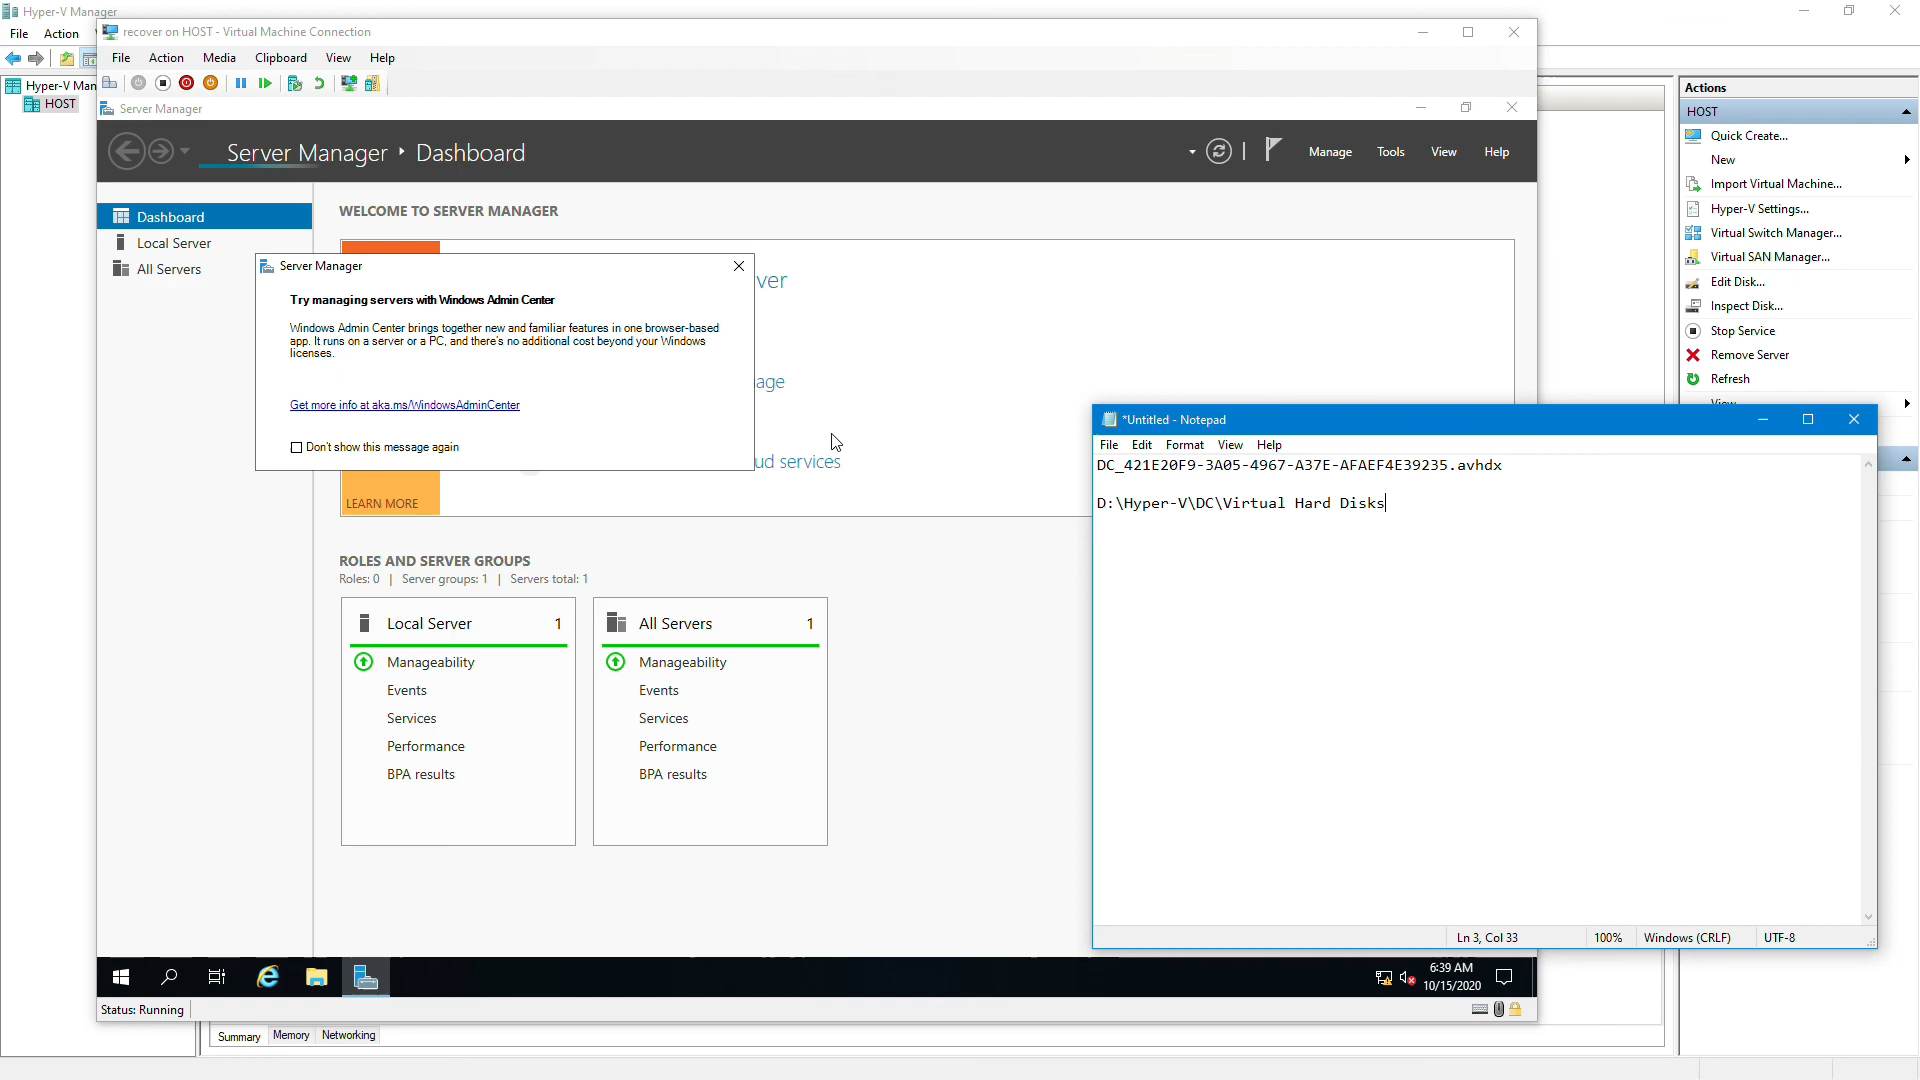 Hyper-V Manager
File Action
recover on HOST - Virtual Machine Connection
File Action Media Clipboard View Help
Hyper-V Man
HOST
Server Manager
Server Manager Dashboard
Manage Tools View Help
Dashboard
Local Server
All Servers
WELCOME TO SERVER MANAGER
ver
age
ud services
LEARN MORE
Server Manager
Try managing servers with Windows Admin Center
Windows Admin Center brings together new and familiar features in one browser-based
app. It runs on a server or a PC, and there's no additional cost beyond your Windows
licenses.
Get more info at aka.ms/WindowsAdminCenter
Don't show this message again
ROLES AND SERVER GROUPS
Roles: 0 | Server groups: 1 | Servers total: 1
Local Server 1
Manageability
Events
Services
Performance
BPA results
All Servers 1
Manageability
Events
Services
Performance
BPA results
6:39 AM
10/15/2020
Status: Running
Summary Memory Networking
Actions
HOST
Quick Create...
New
Import Virtual Machine...
Hyper-V Settings...
Virtual Switch Manager...
Virtual SAN Manager...
Edit Disk...
Inspect Disk...
Stop Service
Remove Server
Refresh
View
*Untitled - Notepad
File Edit Format View Help
DC_421E20F9-3A05-4967-A37E-AFAEF4E39235.avhdx
D:\Hyper-V\DC\Virtual Hard Disks
Ln 3, Col 33 100% Windows (CRLF) UTF-8